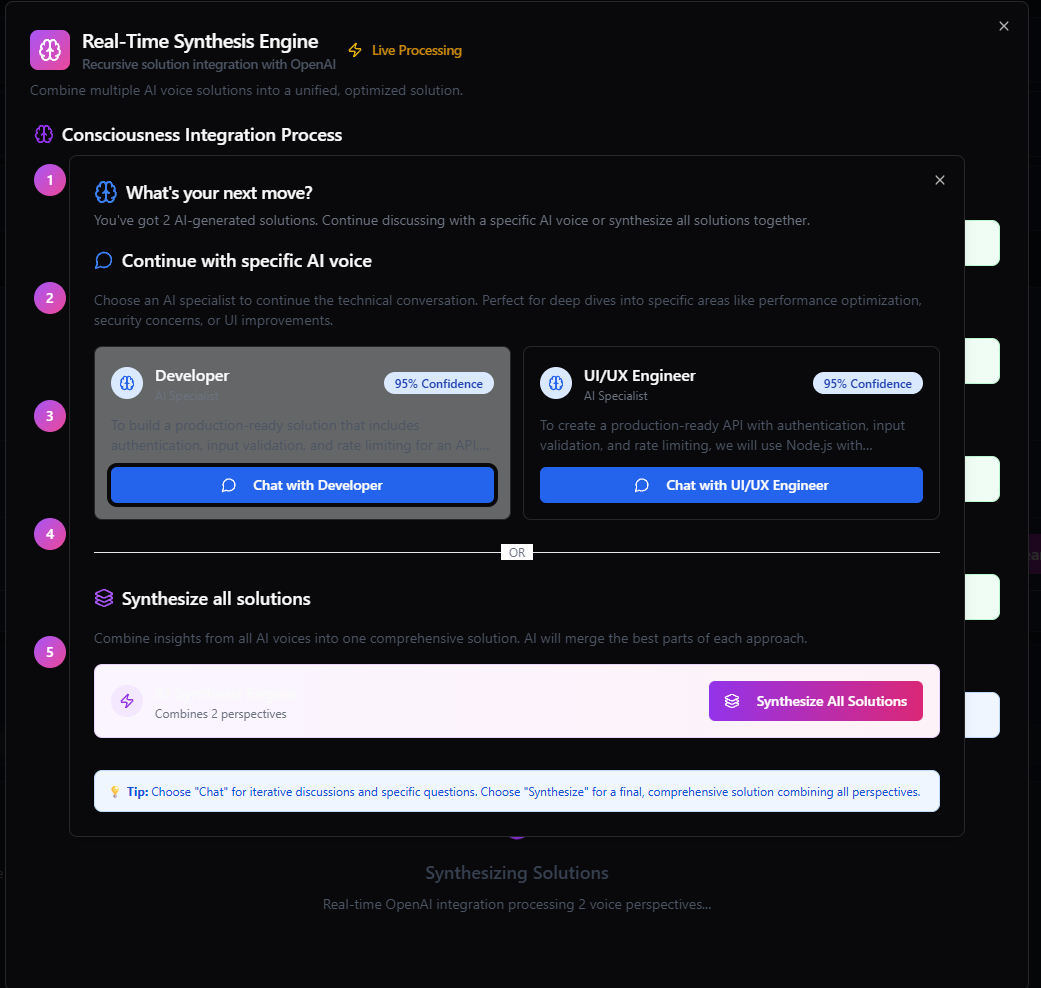 Real-Time Synthesis Engine
Live Processing
Recursive solution integration with OpenAI
Combine multiple AI voice solutions into a unified, optimized solution.
Consciousness Integration Process
1
What's your next move?
You've got 2 AI-generated solutions. Continue discussing with a specific AI voice or synthesize all solutions together.
Continue with specific AI voice
2
Choose an AI specialist to continue the technical conversation. Perfect for deep dives into specific areas like performance optimization,
security concerns, or UI improvements.
Developer
AI Specialist
95% Confidence
To build a production-ready solution that includes
authentication, input validation, and rate limiting for an API,...
Chat with Developer
UI/UX Engineer
AI Specialist
95% Confidence
To create a production-ready API with authentication, input
validation, and rate limiting, we will use Node.js with...
Chat with UI/UX Engineer
3
4
OR
Synthesize all solutions
Combine insights from all AI voices into one comprehensive solution. AI will merge the best parts of each approach.
5
Combines 2 perspectives
Synthesize All Solutions
Tip: Choose "Chat" for iterative discussions and specific questions. Choose "Synthesize" for a final, comprehensive solution combining all perspectives.
Synthesizing Solutions
Real-time OpenAI integration processing 2 voice perspectives...